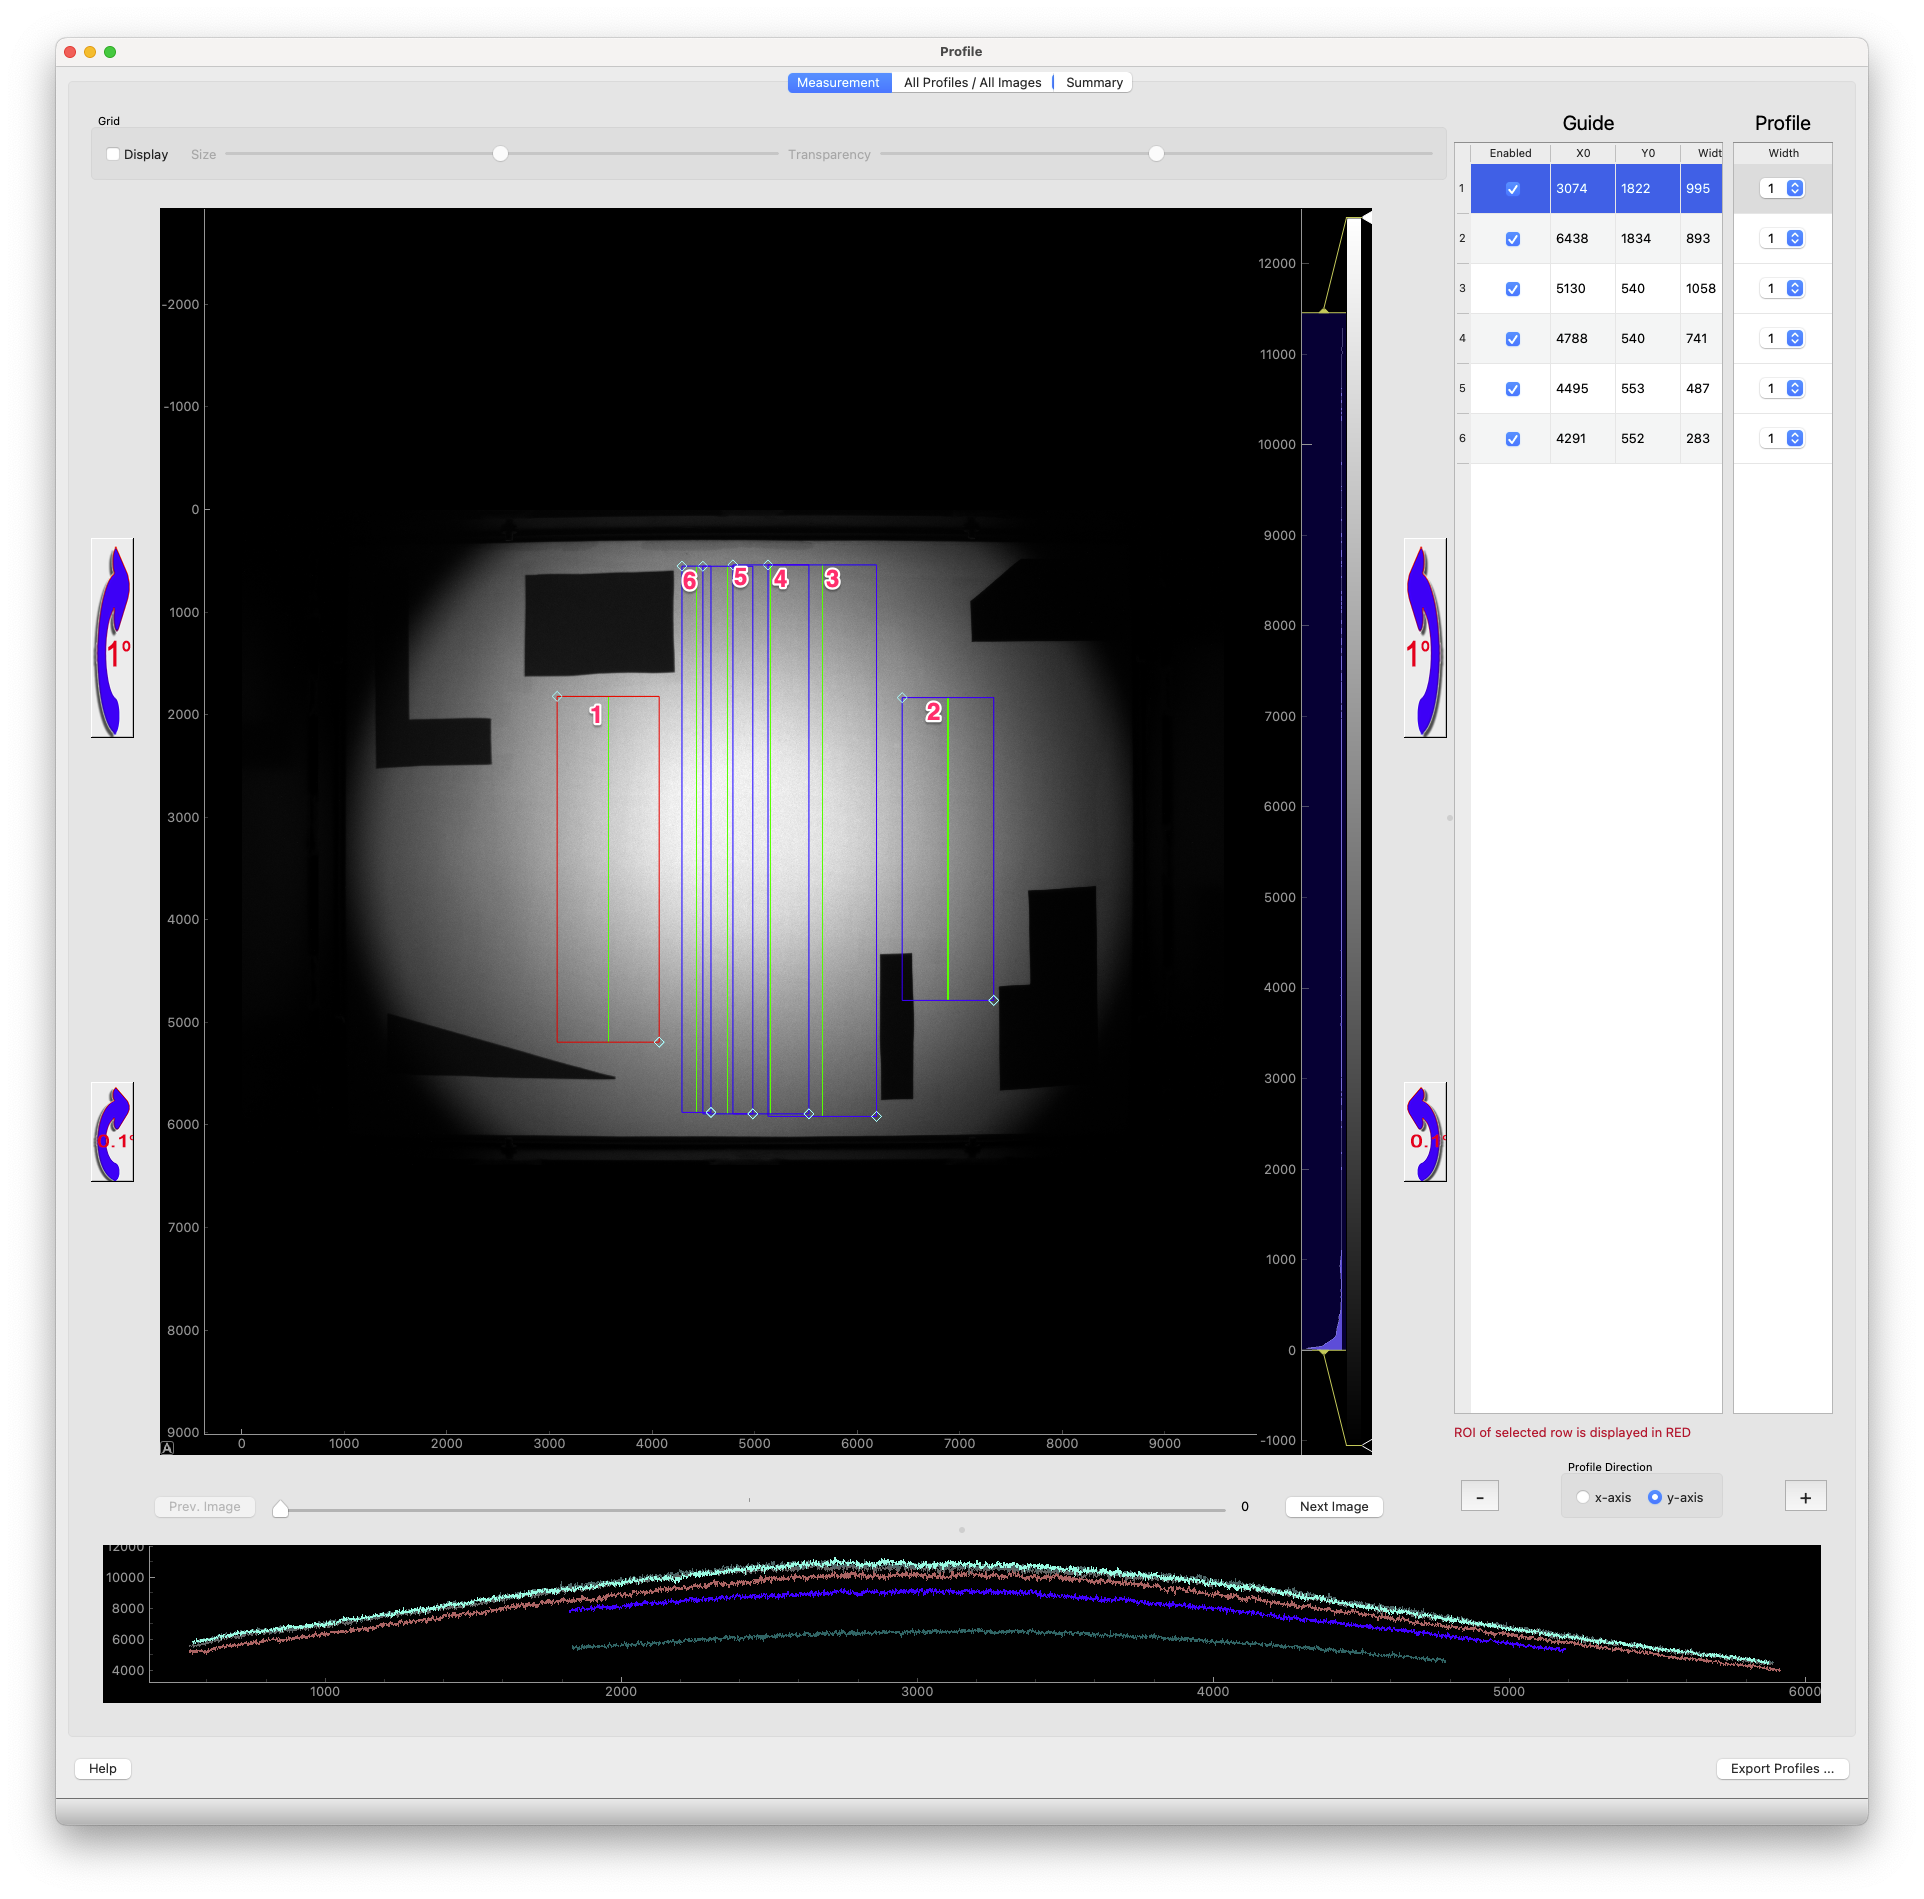 Profile
Measurement All Profiles / All Images Summary
Grid
Display Size Transparency
Guide Profile
Enabled X0 Y0 Widt Width
1 3074 1822 995 1
2 6438 1834 893 1
3 5130 540 1058 1
4 4788 540 741 1
5 4495 553 487 1
6 4291 552 283 1
-2000
-1000
0
1000
2000
3000
4000
5000
6000
7000
8000
9000
A
0 1000 2000 3000 4000 5000 6000 7000 8000 9000
6 5 4 3
1 2
12000
11000
10000
9000
8000
7000
6000
5000
4000
3000
2000
1000
0
-1000
1°
1°
0.1°
0.1°
ROI of selected row is displayed in RED
Profile Direction
- x-axis y-axis +
Prev. Image 0 Next Image
12000
10000
8000
6000
4000
1000 2000 3000 4000 5000 6000
Help Export Profiles ...